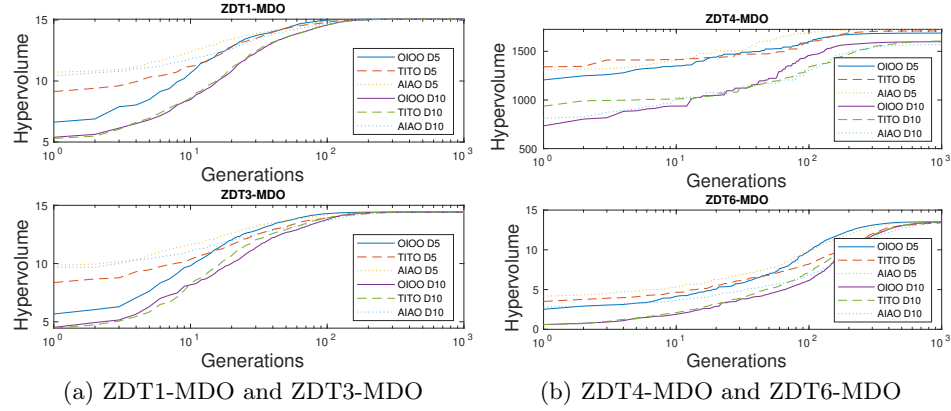 ZDT1-MDO
15
10
5
Hypervolume
OIOO D5
TITO D5
AIAO D5
OIOO D10
TITO D10
AIAO D10
10^0
10^1
10^2
10^3
Generations
ZDT3-MDO
15
10
5
Hypervolume
OIOO D5
TITO D5
AIAO D5
OIOO D10
TITO D10
AIAO D10
10^0
10^1
10^2
10^3
Generations
(a) ZDT1-MDO and ZDT3-MDO
ZDT4-MDO
1500
1000
500
Hypervolume
OIOO D5
TITO D5
AIAO D5
OIOO D10
TITO D10
AIAO D10
10^0
10^1
10^2
10^3
Generations
ZDT6-MDO
15
10
5
0
Hypervolume
OIOO D5
TITO D5
AIAO D5
OIOO D10
TITO D10
AIAO D10
10^0
10^1
10^2
10^3
Generations
(b) ZDT4-MDO and ZDT6-MDO